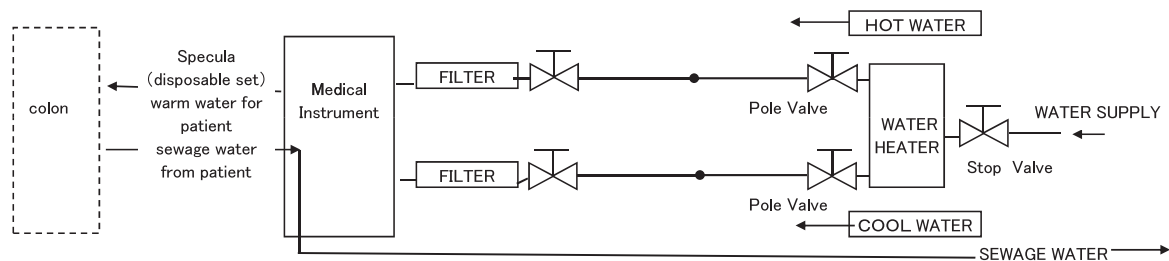 HOT WATER
Specula
(disposable set)
warm water for
patient
sewage water
from patient
colon
Medical
Instrument
FILTER
Pole Valve
WATER
HEATER
WATER SUPPLY
Stop Valve
FILTER
Pole Valve
COOL WATER
SEWAGE WATER